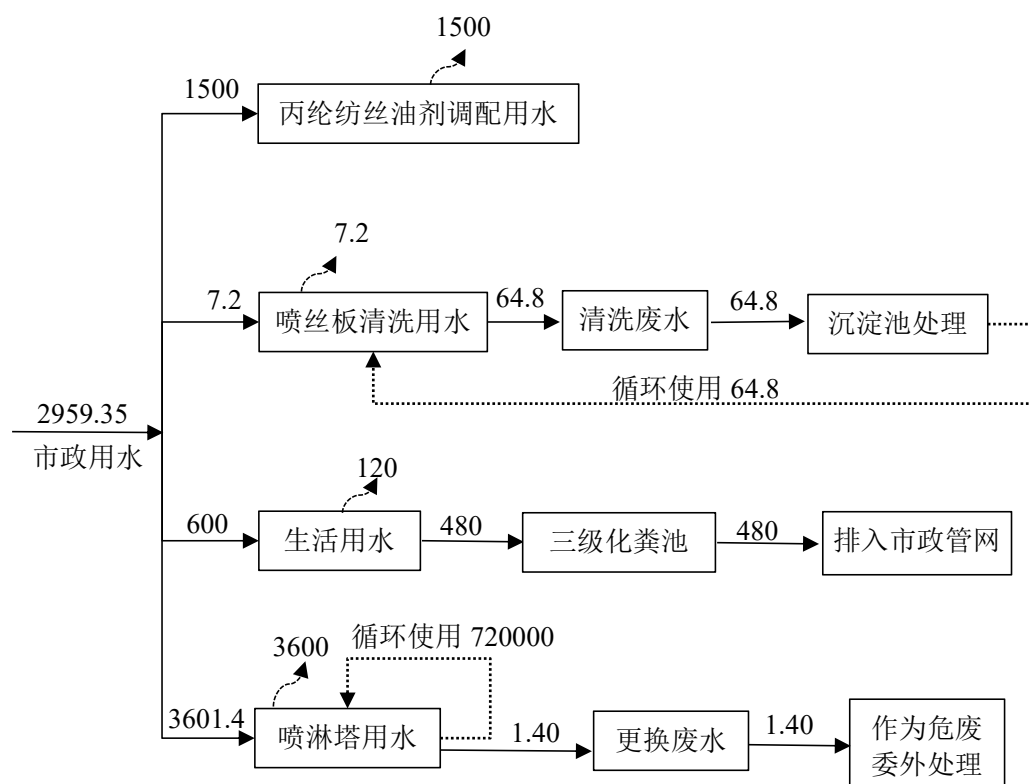 1500
1500
丙纶纺丝油剂调配用水
7.2
7.2
喷丝板清洗用水
64.8
清洗废水
64.8
沉淀池处理
循环使用 64.8
2959.35
市政用水
120
600
生活用水
480
三级化粪池
480
排入市政管网
循环使用 720000
3600
3601.4
喷淋塔用水
1.40
更换废水
1.40
作为危废
委外处理